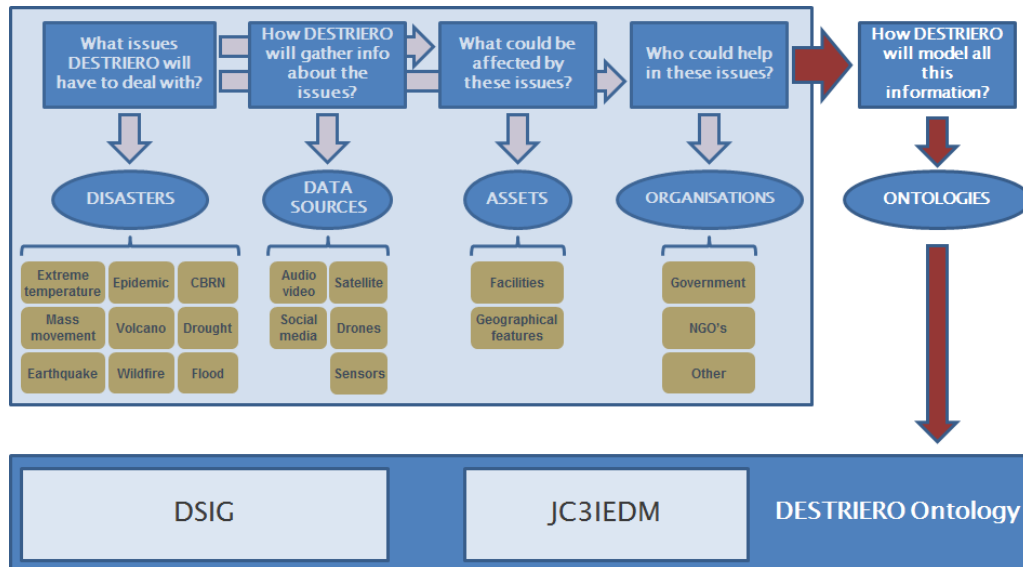 What issues
DESTRIERO will
have to deal with?
How DESTRIERO
will gather info
about the
issues?
What could be
affected by
these issues?
Who could help
in these issues?
How DESTRIERO
will model all
this
information?
DISASTERS
DATA
SOURCES
ASSETS
ORGANISATIONS
ONTOLOGIES
Extreme
temperature
Epidemic
CBRN
Mass
movement
Volcano
Drought
Earthquake
Wildfire
Flood
Audio
video
Satellite
Social
media
Drones
Sensors
Facilities
Geographical
features
Government
NGO's
Other
DSIG
JC3IEDM
DESTRIERO Ontology